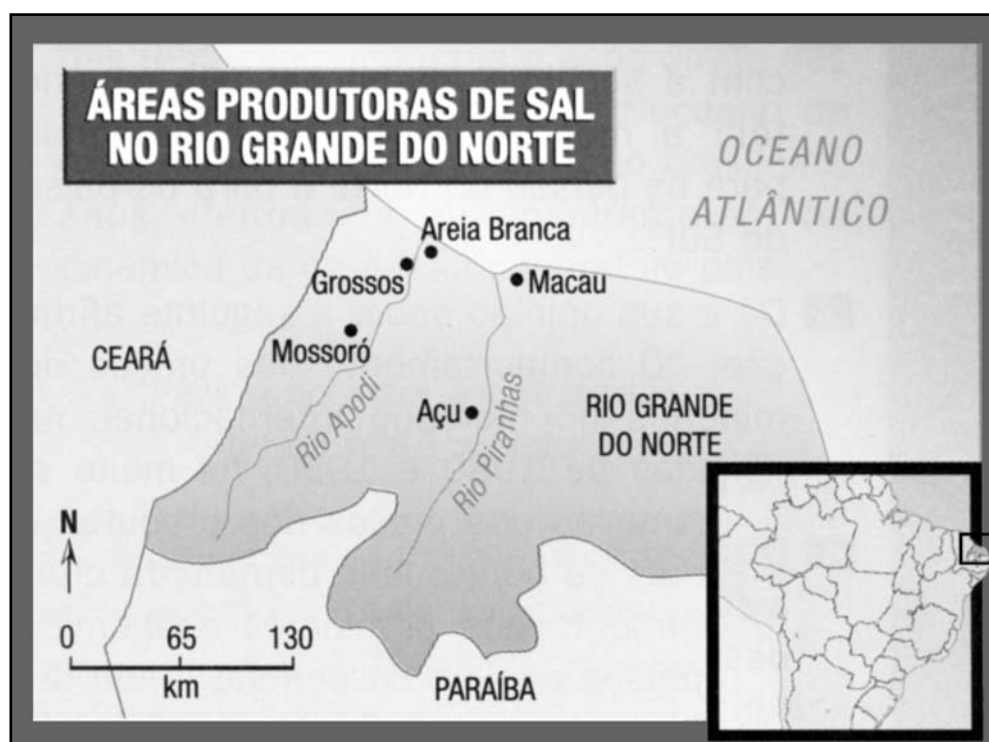 ÁREAS PRODUTORAS DE SAL
NO RIO GRANDE DO NORTE
OCEANO
ATLÂNTICO
Areia Branca
Grossos
Macau
Mossoró
CEARÁ
Açu
Rio Apodi
Rio Piranhas
RIO GRANDE
DO NORTE
N
0 65 130
km
PARAÍBA